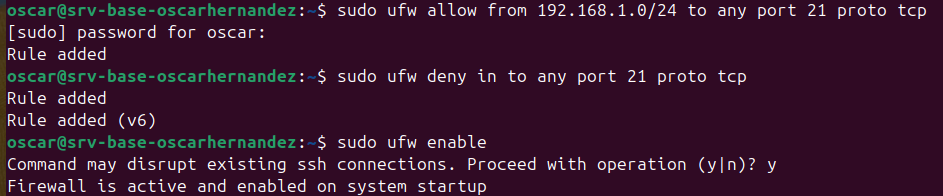 oscar@srv-base-oscarhernandez:~$ sudo ufw allow from 192.168.1.0/24 to any port 21 proto tcp
[sudo] password for oscar:
Rule added
oscar@srv-base-oscarhernandez:~$ sudo ufw deny in to any port 21 proto tcp
Rule added
Rule added (v6)
oscar@srv-base-oscarhernandez:~$ sudo ufw enable
Command may disrupt existing ssh connections. Proceed with operation (y|n)? y
Firewall is active and enabled on system startup